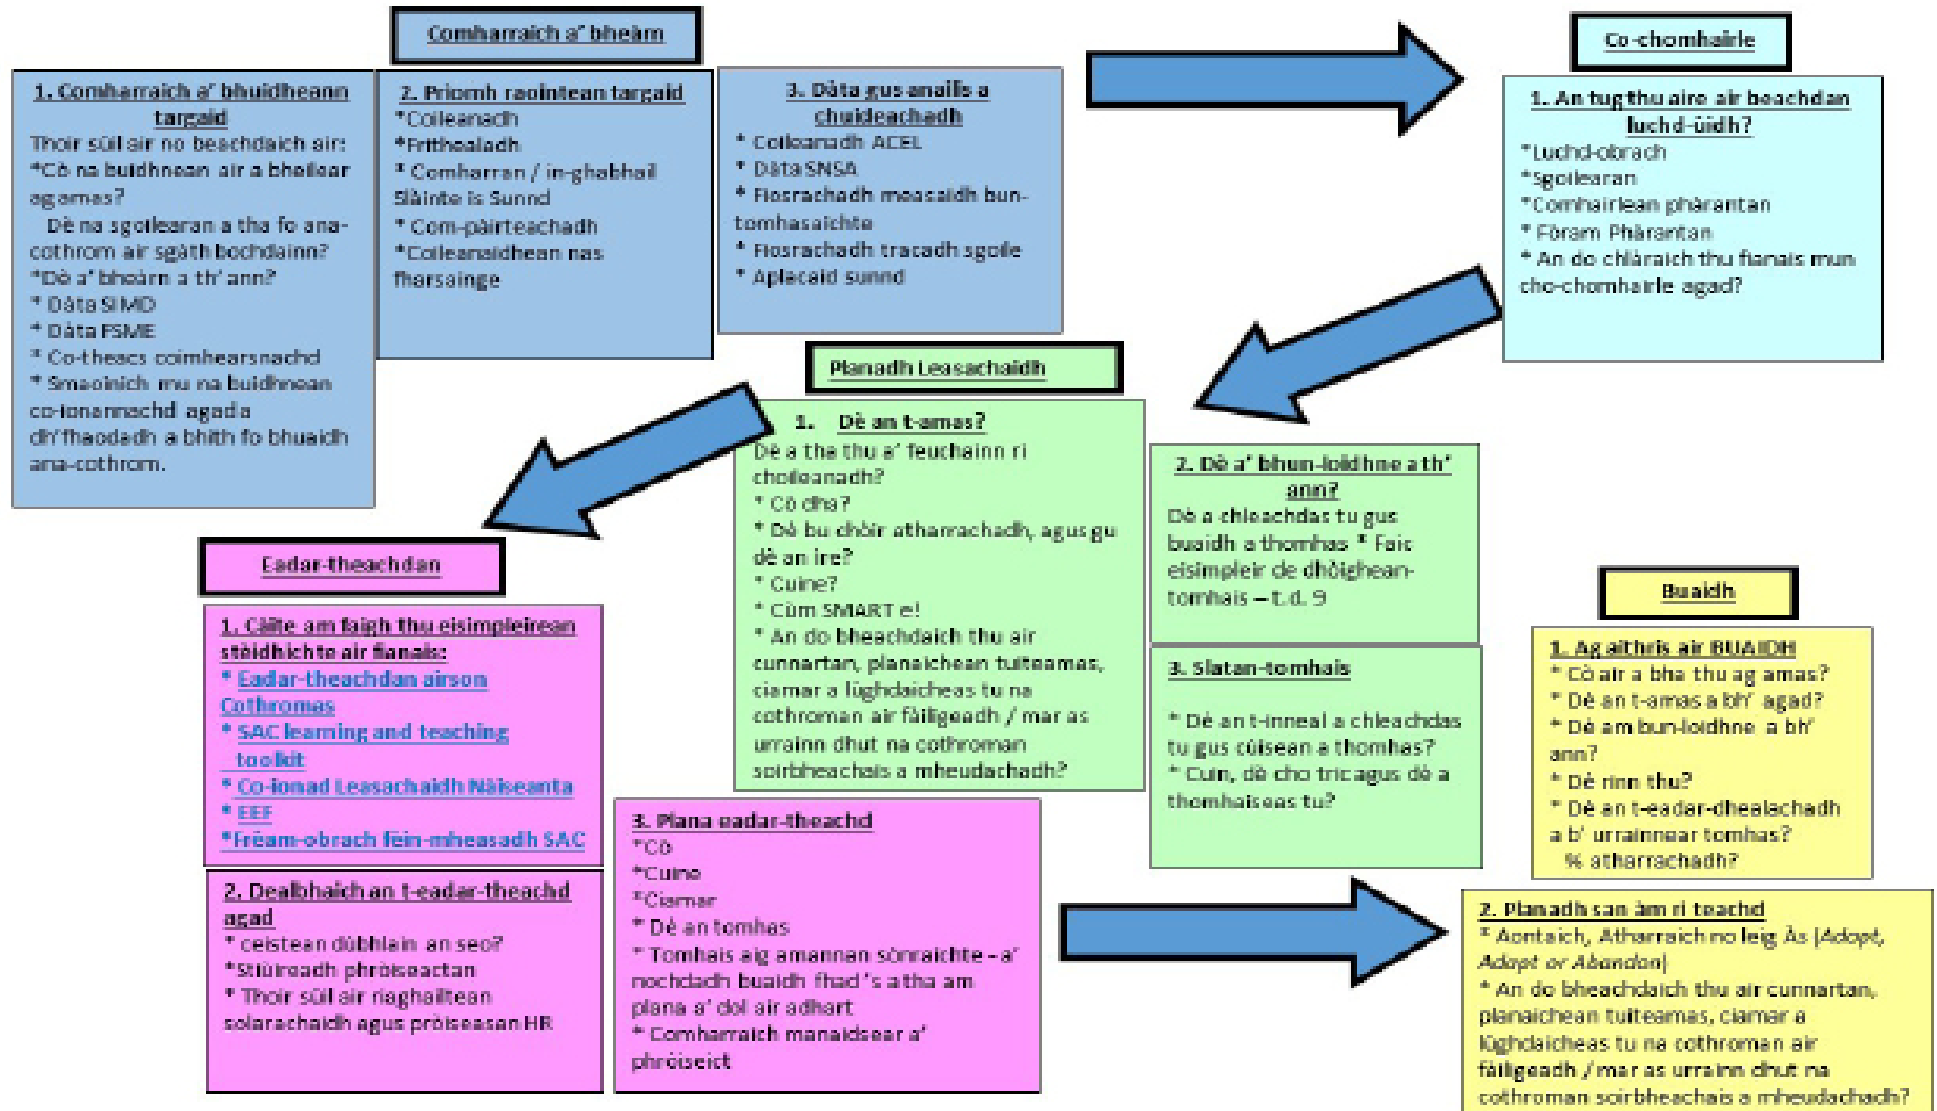 Comharraich a’ bheàrn
1. Comharraich a’ bhuidheann
targaid
Thoir sùil air no beachdaich air:
*Cò na buidhnean air a bheilear
ag amas?
Dè na sgoilearan a tha fo ana-
cothrom air sgàth bochdainn?
*Dè a’ bheàrn a th’ ann?
* Dàta SIMD
* Dàta FSME
* Co-theacs coimhearsnachd
* Smaoinich mu na buidhnean
co-ionannachd agad a
dh’fhaodadh a bhith fo bhuaidh
ana-cothrom.
2. Prìomh raointean targaid
*Coileanadh
*Frithealadh
* Comharran / in-ghabhail
Slàinte is Sunnd
* Com-pàirteachadh
*Coileanaidhean nas
fharsainge
3. Dàta gus anailis a
chuideachadh
* Coileanadh ACEL
* Dàta SNSA
* Fiosrachadh measaidh bun-
tomhasaichte
* Fiosrachadh tracadh sgoile
* Aplacaid sunnd
Co-chomhairle
1. An tug thu aire air beachdan
luchd-ùidh?
*Luchd-obrach
*Sgoilearan
*Comhairlean phàrantan
* Fòram Phàrantan
* An do chlàraich thu fianais mun
cho-chomhairle agad?
Planadh Leasachaidh
1. Dè an t-amas?
Dè a tha thu a’ feuchainn ri
choileanadh?
* Cò dha?
* Dè bu chòir atharrachadh, agus gu
dè an ìre?
* Cuine?
* Cùm SMART e!
* An do bheachdaich thu air
cunnartan, planaichean tuiteamas,
ciamar a lùghdaicheas tu na
cothroman air fàiligeadh / mar as
urrainn dhut na cothroman
soirbheachais a mheudachadh?
2. Dè a’ bhun-loidhne a th’
ann?
Dè a chleachdas tu gus
buaidh a thomhas * Faic
eisimpleir de dhòighean-
tomhais – t.d. 9
3. Slatan-tomhais
* Dè an t-inneal a chleachdas
tu gus cùisean a thomhas?
* Cuin, dè cho tric agus dè a
thomhaiseas tu?
Eadar-theachdan
1. Càite am faigh thu eisimpleirean
stèidhichte air fianais:
* Eadar-theachdan airson
Cothromas
* SAC learning and teaching
toolkit
* Co-ionad Leasachaidh Nàiseanta
* EEF
*Frèam-obrach fèin-mheasadh SAC
2. Dealbhaich an t-eadar-theachd
agad
* ceistean dùbhlain an seo?
*Stiùireadh phròiseactan
* Thoir sùil air riaghailtean
solarachaidh agus pròiseasan HR
3. Plana eadar-theachd
*Cò
*Cuine
*Ciamar
* Dè an tomhas
* Tomhais aig amannan sònraichte – a’
nochdadh buaidh fhad ’s a tha am
plana a’ dol air adhart
* Comharraich manaidsear a’
phròiseict
Buaidh
1. Ag aithris air BUAIDH
* Cò air a bha thu ag amas?
* Dè an t-amas a bh’ agad?
* Dè am bun-loidhne a bh’
ann?
* Dè rinn thu?
* Dè an t-eadar-dhealachadh
a b’ urrainnear tomhas?
% atharrachadh?
2. Planadh san àm ri teachd
* Aontaich, Atharraich no leig Às (Adopt,
Adapt or Abandon)
* An do bheachdaich thu air cunnartan,
planaichean tuiteamas, ciamar a
lùghdaicheas tu na cothroman air
fàiligeadh / mar as urrainn dhut na
cothroman soirbheachais a mheudachadh?